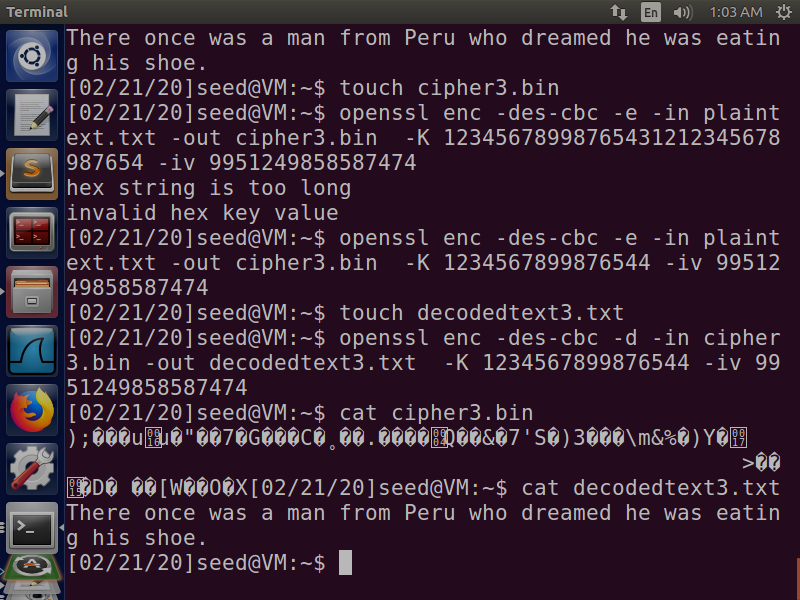 Terminal En 1:03 AM
There once was a man from Peru who dreamed he was eatin
g his shoe.
[02/21/20]seed@VM:~$ touch cipher3.bin
[02/21/20]seed@VM:~$ openssl enc -des-cbc -e -in plaint
ext.txt -out cipher3.bin  -K 12345678998765431212345678
987654 -iv 9951249858587474
hex string is too long
invalid hex key value
[02/21/20]seed@VM:~$ openssl enc -des-cbc -e -in plaint
ext.txt -out cipher3.bin  -K 1234567899876544 -iv 99512
49858587474
[02/21/20]seed@VM:~$ touch decodedtext3.txt
[02/21/20]seed@VM:~$ openssl enc -des-cbc -d -in cipher
3.bin -out decodedtext3.txt  -K 1234567899876544 -iv 99
51249858587474
[02/21/20]seed@VM:~$ cat cipher3.bin
);���u�u�"��7�G���C�˳��.����Q��&�7'S�)3���\m&%�)Y�
>��
�D� ��[W��O�X[02/21/20]seed@VM:~$ cat decodedtext3.txt
There once was a man from Peru who dreamed he was eatin
g his shoe.
[02/21/20]seed@VM:~$